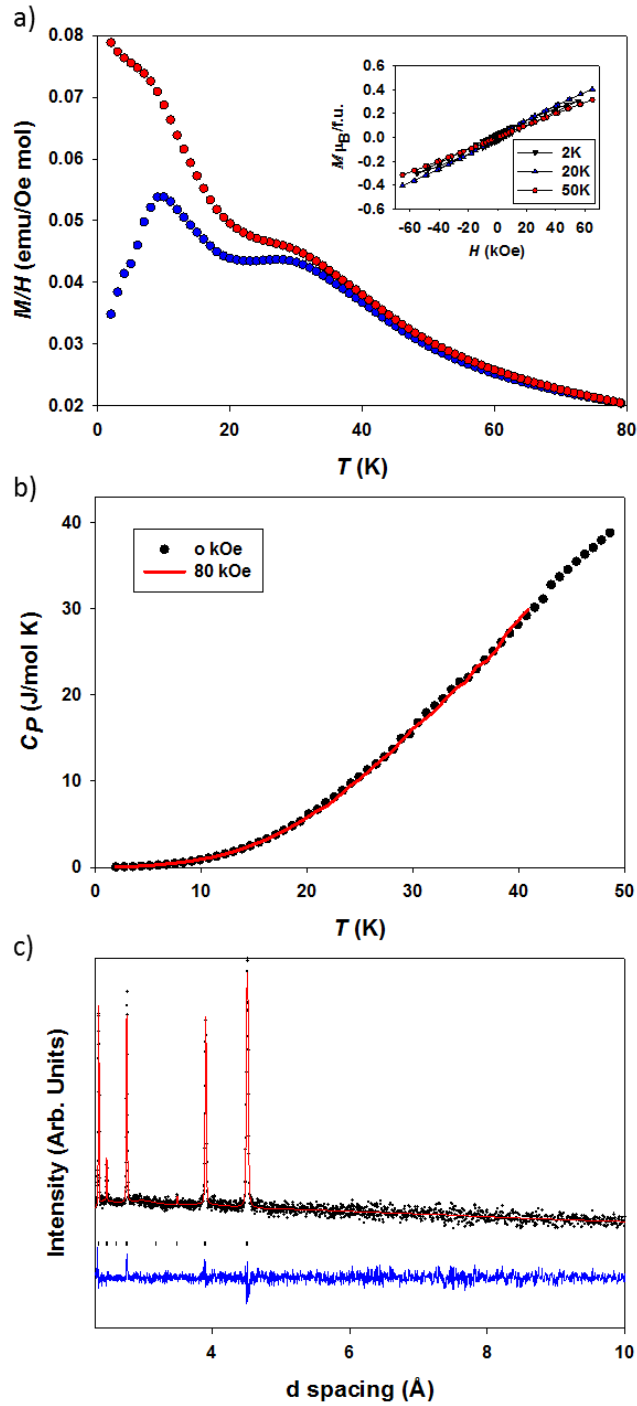 a)
0.08
0.07
0.06
0.05
0.04
0.03
0.02
M/H (emu/Oe mol)
0 20 40 60 80
T (K)
0.6
0.4
0.2
0.0
-0.2
-0.4
-0.6
M μB/f.u.
-60 -40 -20 0 20 40 60
H (kOe)
2K
20K
50K
b)
40
30
20
10
0
CP (J/mol K)
o kOe
80 kOe
0 10 20 30 40 50
T (K)
c)
Intensity (Arb. Units)
4 6 8 10
d spacing (Å)